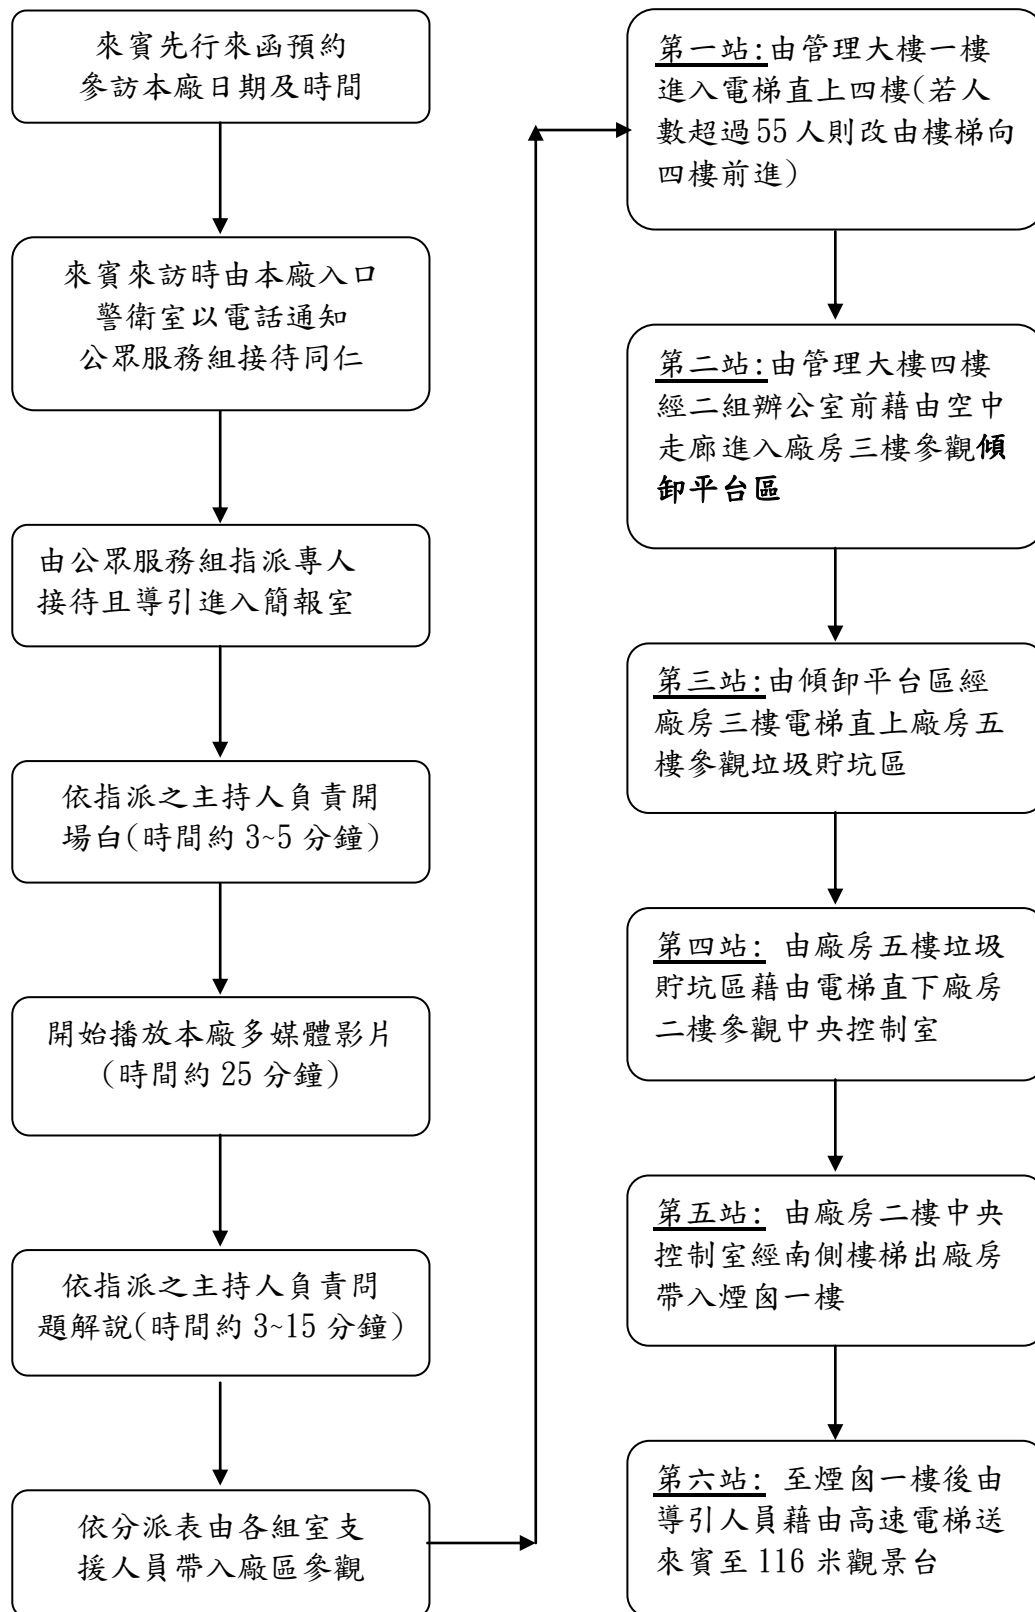 來賓先行來函預約
參訪本廠日期及時間
來賓來訪時由本廠入口
警衛室以電話通知
公眾服務組接待同仁
由公眾服務組指派專人
接待且導引進入簡報室
依指派之主持人負責開
場白(時間約 3~5 分鐘)
開始播放本廠多媒體影片
(時間約 25 分鐘)
依指派之主持人負責問
題解說(時間約 3~15 分鐘)
依分派表由各組室支
援人員帶入廠區參觀
第一站:由管理大樓一樓
進入電梯直上四樓(若人
數超過 55 人則改由樓梯向
四樓前進)
第二站:由管理大樓四樓
經二組辦公室前藉由空中
走廊進入廠房三樓參觀傾
卸平台區
第三站:由傾卸平台區經
廠房三樓電梯直上廠房五
樓參觀垃圾貯坑區
第四站: 由廠房五樓垃圾
貯坑區藉由電梯直下廠房
二樓參觀中央控制室
第五站: 由廠房二樓中央
控制室經南側樓梯出廠房
帶入煙囪一樓
第六站: 至煙囪一樓後由
導引人員藉由高速電梯送
來賓至 116 米觀景台